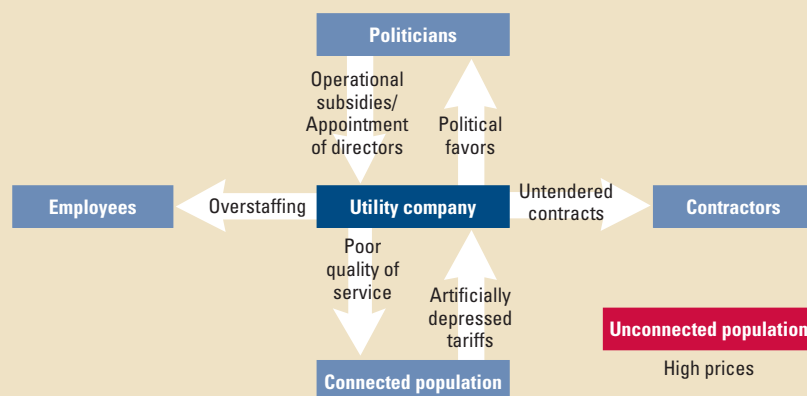 Politicians
Operational
subsidies/
Appointment
of directors
Political
favors
Employees
Overstaffing
Utility company
Untendered
contracts
Contractors
Poor
quality of
service
Artificially
depressed
tariffs
Unconnected population
High prices
Connected population